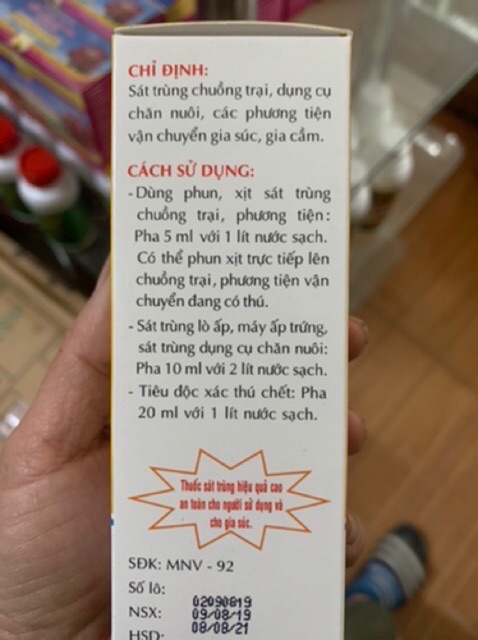 CHỈ ĐỊNH:
Sát trùng chuồng trại, dụng cụ
chăn nuôi, các phương tiện
vận chuyển gia súc, gia cầm.
CÁCH SỬ DỤNG:
- Dùng phun, xịt sát trùng
chuồng trại, phương tiện:
Pha 5 ml với 1 lít nước sạch.
Có thể phun xịt trực tiếp lên
chuồng trại, phương tiện vận
chuyển đang có thú.
- Sát trùng lò ấp, máy ấp trứng,
sát trùng dụng cụ chăn nuôi:
Pha 10 ml với 2 lít nước sạch.
- Tiêu độc xác thú chết: Pha
20 ml với 1 lít nước sạch.
Thuốc sát trùng hiệu quả cao
an toàn cho người sử dụng và
cho gia súc.
SĐK: MNV - 92
Số lô: 02090819
NSX: 09/08/19
HSD: 08/08/21